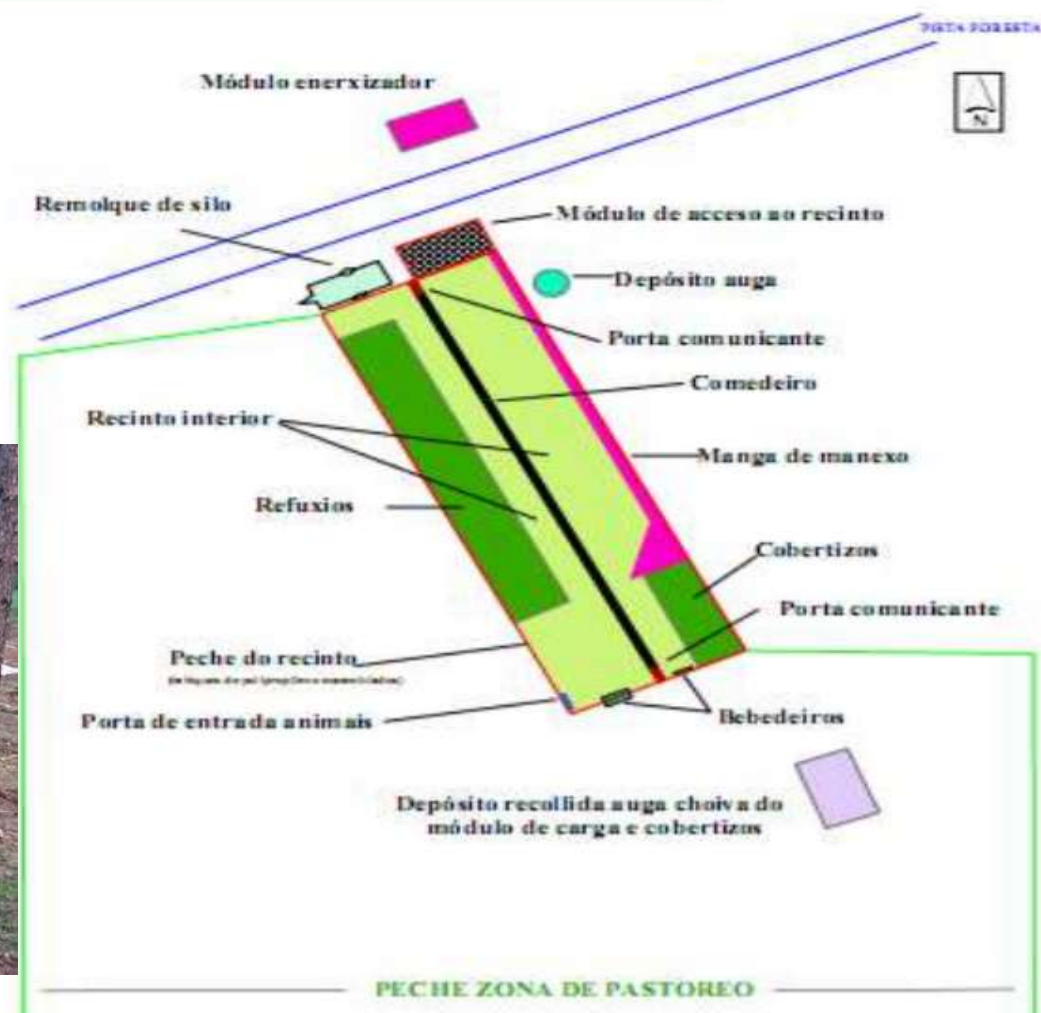 PISTA FORESTA
Módulo enerxizador
N
Remolque de silo
Módulo de acceso ao recinto
Depósito auga
Porta comunicante
Comedeiro
Recinto interior
Manga de manexo
Refuxios
Cobertizos
Porta comunicante
Peche do recinto
Porta de entrada animais
Bebedeiros
Depósito recollida auga choiva do
módulo de carga e cobertizos
PECHE ZONA DE PASTOREO